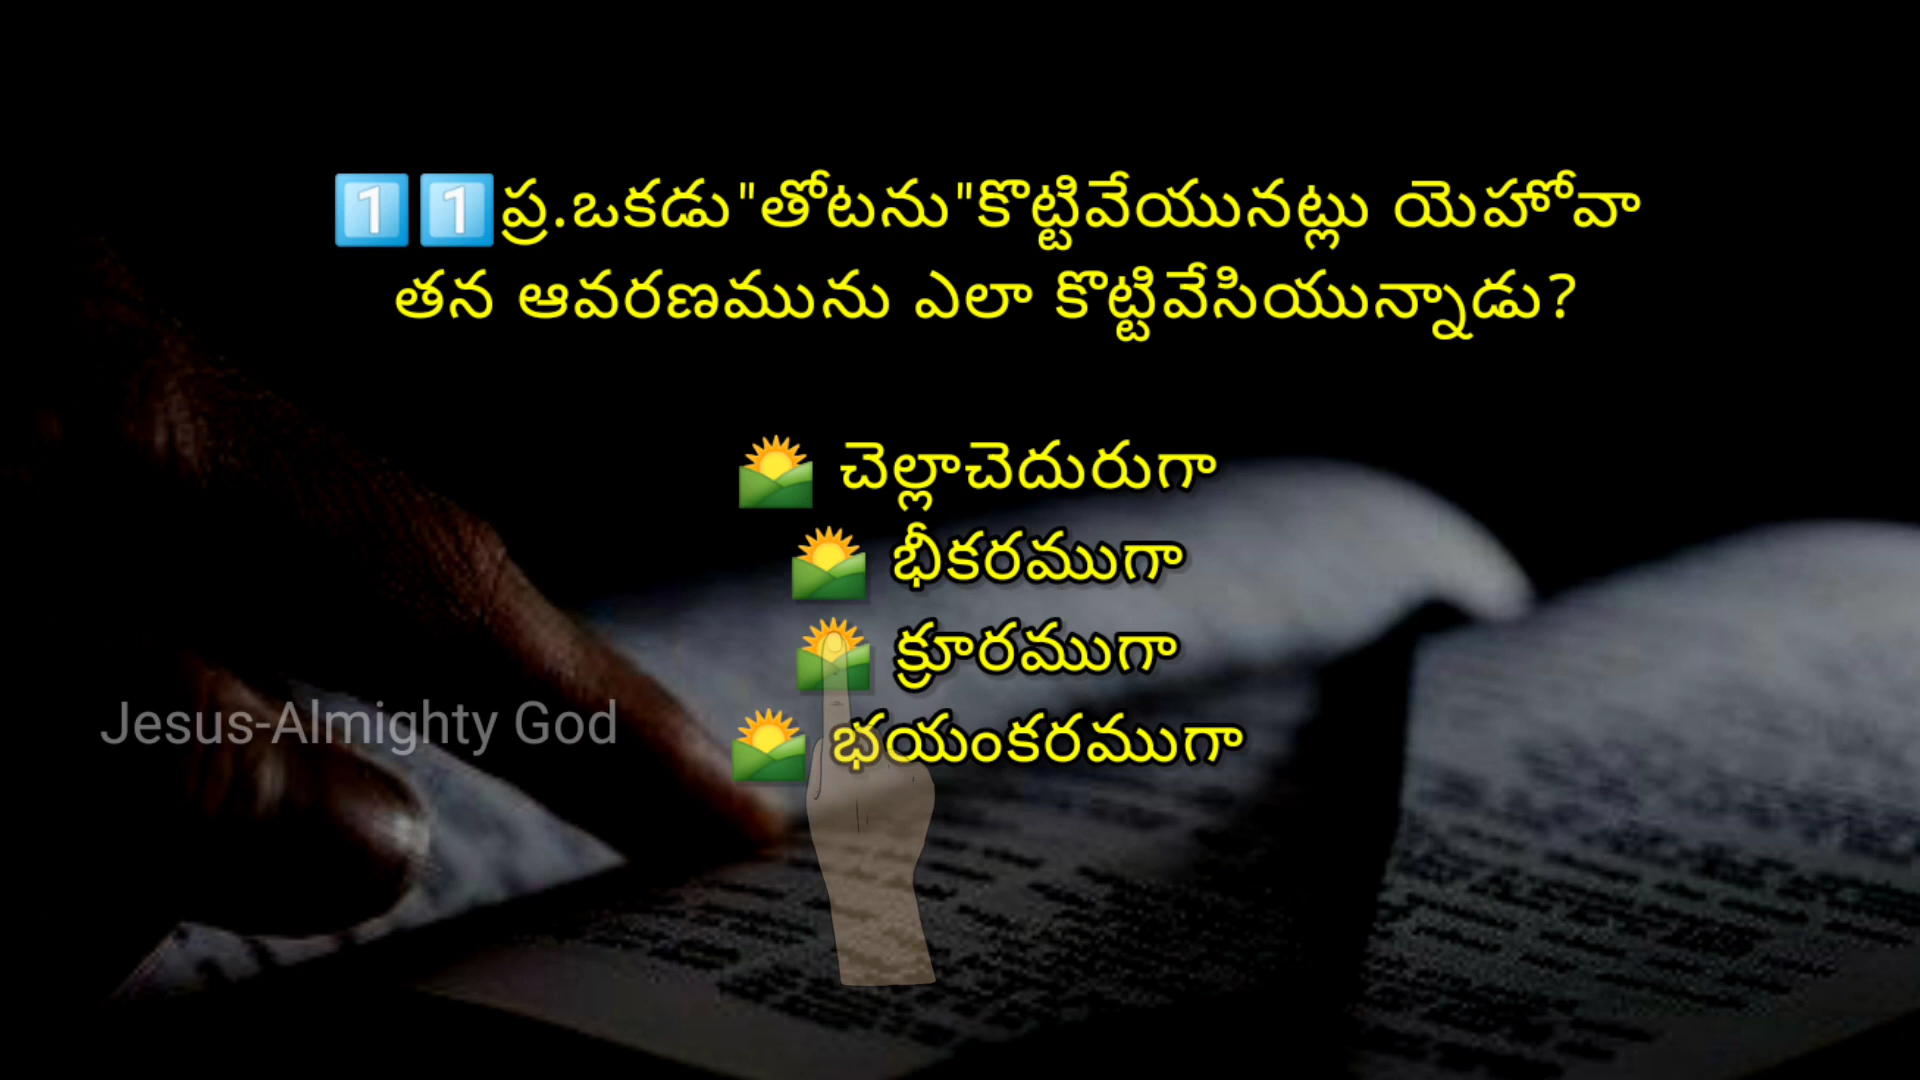 1️⃣1️⃣ప్ర.ఒకడు"తోటను"కొట్టివేయునట్లు యెహోవా
తన ఆవరణమును ఎలా కొట్టివేసియున్నాడు?
🌄 చెల్లాచెదురుగా
🌄 భీకరముగా
🌄 క్రూరముగా
🌄 భయంకరముగా
Jesus-Almighty God